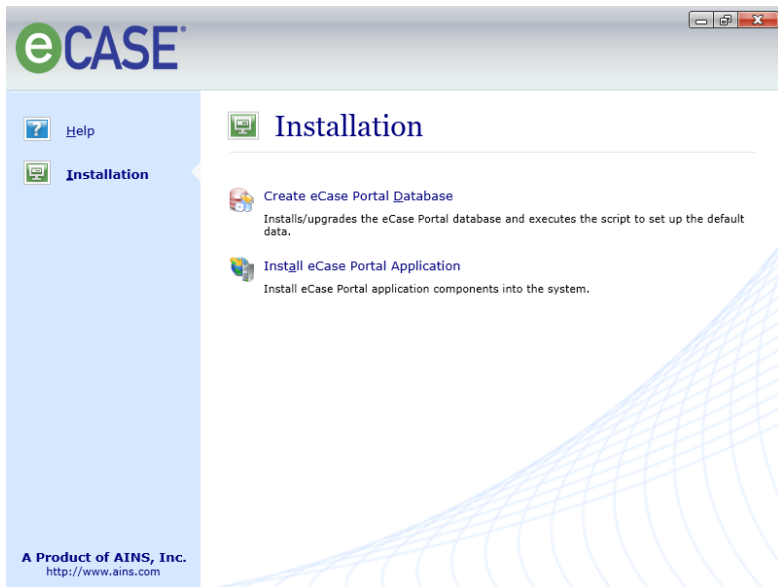 eCASE®
Help
Installation
A Product of AINS, Inc.
http://www.ains.com
Installation
Create eCase Portal Database
Installs/upgrades the eCase Portal database and executes the script to set up the default
data.
Install eCase Portal Application
Install eCase Portal application components into the system.